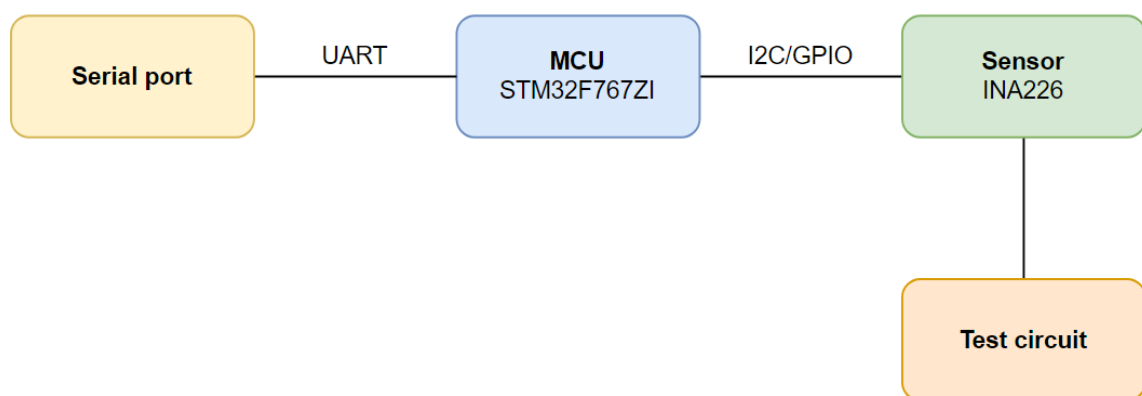 Serial port
UART
MCU
STM32F767ZI
I2C/GPIO
Sensor
INA226
Test circuit